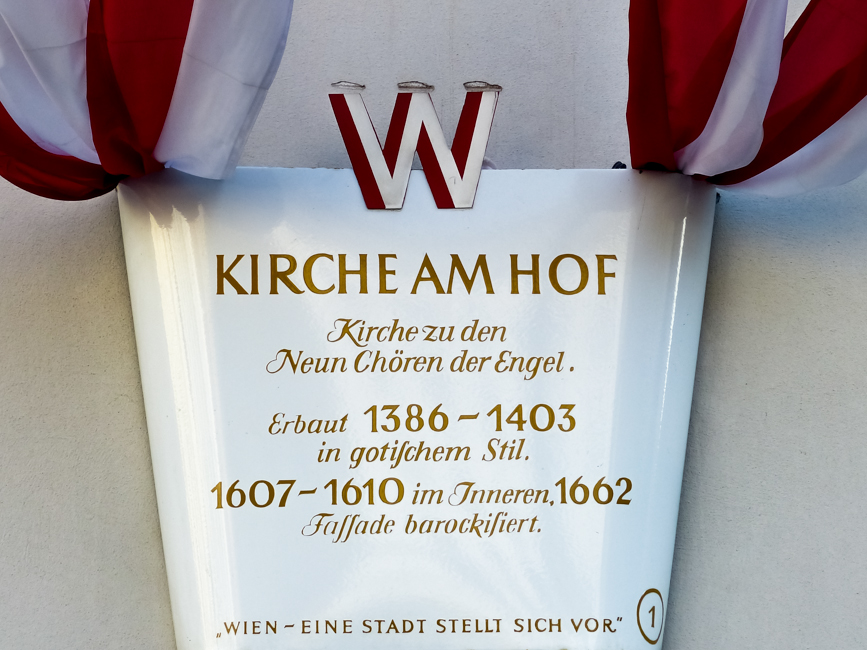 W
KIRCHE AM HOF
Kirche zu den
Neun Chören der Engel.
Erbaut 1386–1403
in gotiſchem Stil.
1607–1610 im Inneren, 1662
Faſſade barockiſiert.
„WIEN – EINE STADT STELLT SICH VOR" 1